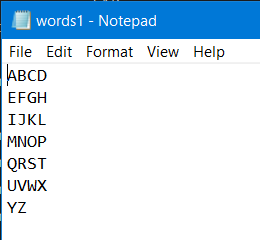 words1 - Notepad
File Edit Format View Help
ABCD
EFGH
IJKL
MNOP
QRST
UVWX
YZ